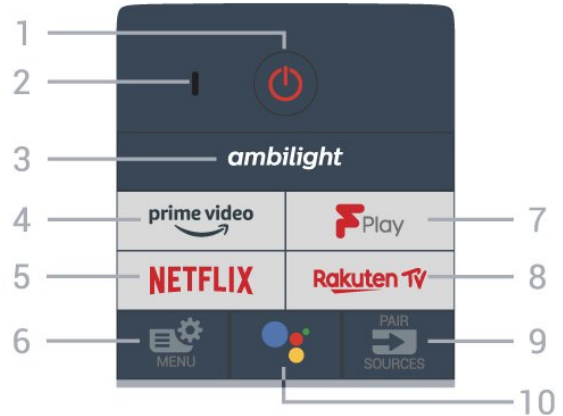 1
2
3 ambilight
4 prime video
FPlay 7
5 NETFLIX
Rakuten TV 8
6 MENU
PAIR
SOURCES 9
10